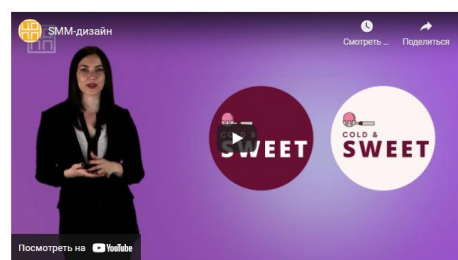 SMM-дизайн
Смотреть ...
Поделиться
COLD &
SWEET
COLD &
SWEET
Посмотреть на YouTube